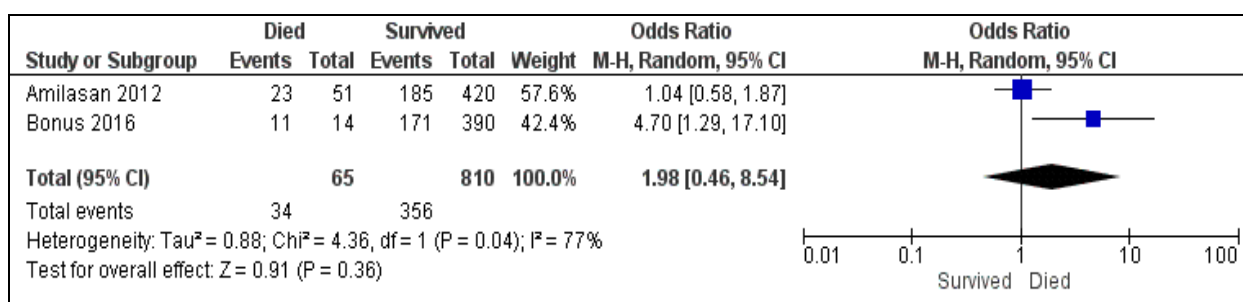 Died Survived Odds Ratio Odds Ratio
Study or Subgroup Events Total Events Total Weight M-H, Random, 95% CI M-H, Random, 95% CI
Amilasan 2012 23 51 185 420 57.6% 1.04 [0.58, 1.87]
Bonus 2016 11 14 171 390 42.4% 4.70 [1.29, 17.10]
Total (95% CI) 65 810 100.0% 1.98 [0.46, 8.54]
Total events 34 356
Heterogeneity: Tau² = 0.88; Chi² = 4.36, df = 1 (P = 0.04); I² = 77%
Test for overall effect: Z = 0.91 (P = 0.36)
0.01 0.1 1 10 100
Survived Died